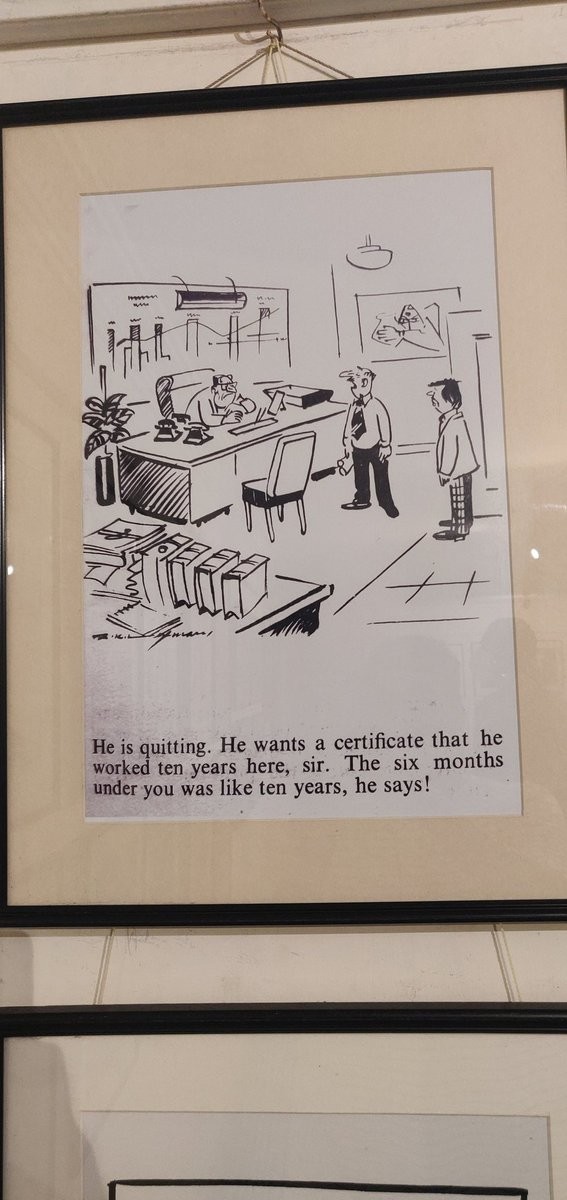 He is quitting. He wants a certificate that he
worked ten years here, sir. The six months
under you was like ten years, he says!